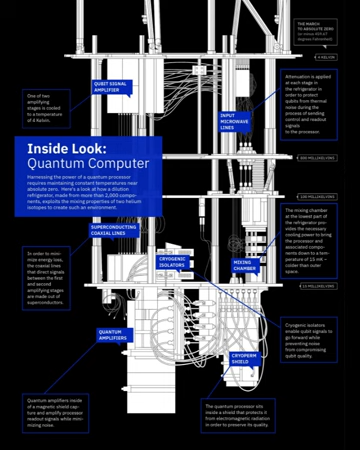 THE MARCH
TO ABSOLUTE ZERO
(or minus 459.67
degrees Fahrenheit)
4 KELVIN
QUBIT SIGNAL
AMPLIFIER
One of two
amplifying
stages is cooled
to a temperature
of 4 Kelvin.
Attenuation is applied
at each stage in
the refrigerator in
order to protect
qubits from thermal
noise during the
process of sending
control and readout
signals
to the processor.
INPUT
MICROWAVE
LINES
Inside Look:
Quantum Computer
Harnessing the power of a quantum processor
requires maintaining constant temperatures near
absolute zero. Here's a look at how a dilution
refrigerator, made from more than 2,000 compo-
nents, exploits the mixing properties of two helium
isotopes to create such an environment.
800 MILLIKELVINS
100 MILLIKELVINS
SUPERCONDUCTING
COAXIAL LINES
The mixing chamber
at the lowest part of
the refrigerator pro-
vides the necessary
cooling power to bring
the processor and
associated compo-
nents down to a tem-
perature of 15 mK —
colder than outer
space.
In order to mini-
mize energy loss,
the coaxial lines
that direct signals
between the first
and second
amplifying stages
are made out of
superconductors.
CRYOGENIC
ISOLATORS
MIXING
CHAMBER
15 MILLIKELVINS
QUANTUM
AMPLIFIERS
Cryogenic isolators
enable qubit signals to
go forward while
preventing noise
from compromising
qubit quality.
CRYOPERM
SHIELD
Quantum amplifiers inside
of a magnetic shield cap-
ture and amplify processor
readout signals while mini-
mizing noise.
The quantum processor sits
inside a shield that protects it
from electromagnetic radiation
in order to preserve its quality.